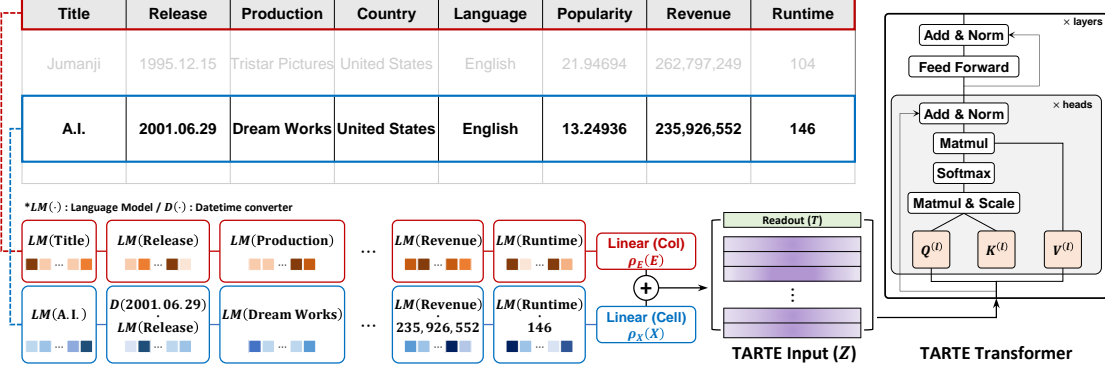 Title Release Production Country Language Popularity Revenue Runtime
Jumanji 1995.12.15 Tristar Pictures United States English 21.94694 262,797,249 104
A.I. 2001.06.29 Dream Works United States English 13.24936 235,926,552 146
*LM(·) : Language Model / D(·) : Datetime converter
LM(Title) LM(Release) LM(Production) ... LM(Revenue) LM(Runtime)
... ... ... ... ...
Linear (Col)
ρ_E(E)
+
LM(A.I.) D(2001.06.29) · LM(Release) LM(Dream Works) ... LM(Revenue) · 235,926,552 LM(Runtime) · 146
... ... ... ... ...
Linear (Cell)
ρ_X(X)
Readout (T)
⋮
TARTE Input (Z)
× layers
Add & Norm
Feed Forward
× heads
Add & Norm
Matmul
Softmax
Matmul & Scale
Q^(l) K^(l) V^(l)
TARTE Transformer